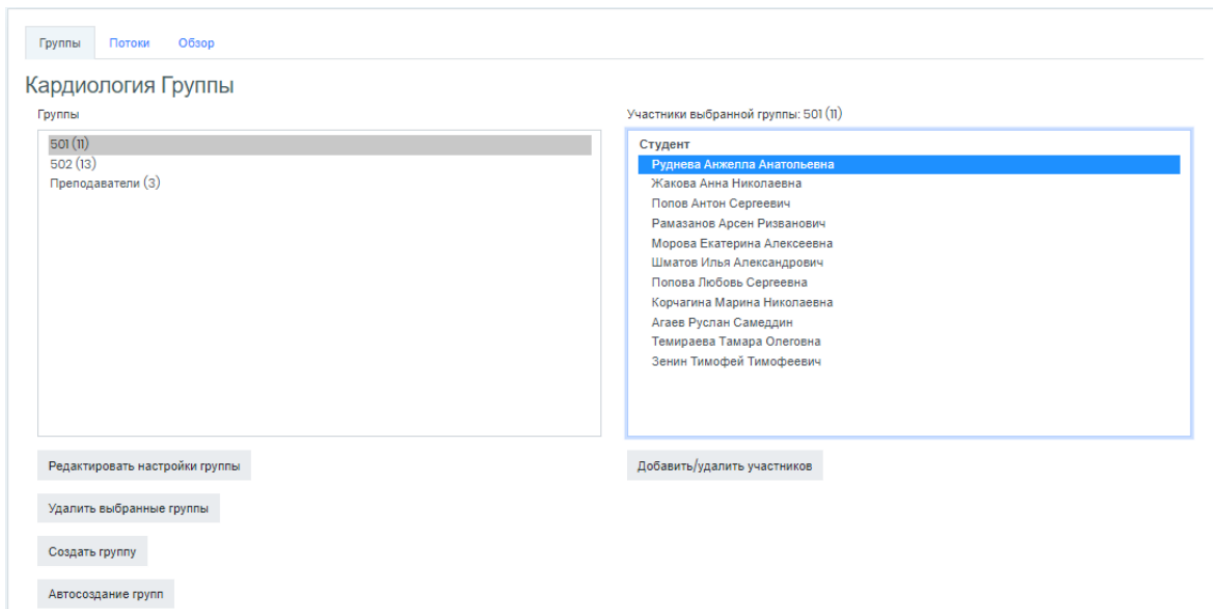 Группы Потоки Обзор
Кардиология Группы
Группы
501 (11)
502 (13)
Преподаватели (3)
Участники выбранной группы: 501 (11)
Студент
Руднева Анжелла Анатольевна
Жакова Анна Николаевна
Попов Антон Сергеевич
Рамазанов Арсен Ризванович
Морова Екатерина Алексеевна
Шматов Илья Александрович
Попова Любовь Сергеевна
Корчагина Марина Николаевна
Агаев Руслан Самеддин
Темираева Тамара Олеговна
Зенин Тимофей Тимофеевич
Редактировать настройки группы
Удалить выбранные группы
Создать группу
Автосоздание групп
Добавить/удалить участников